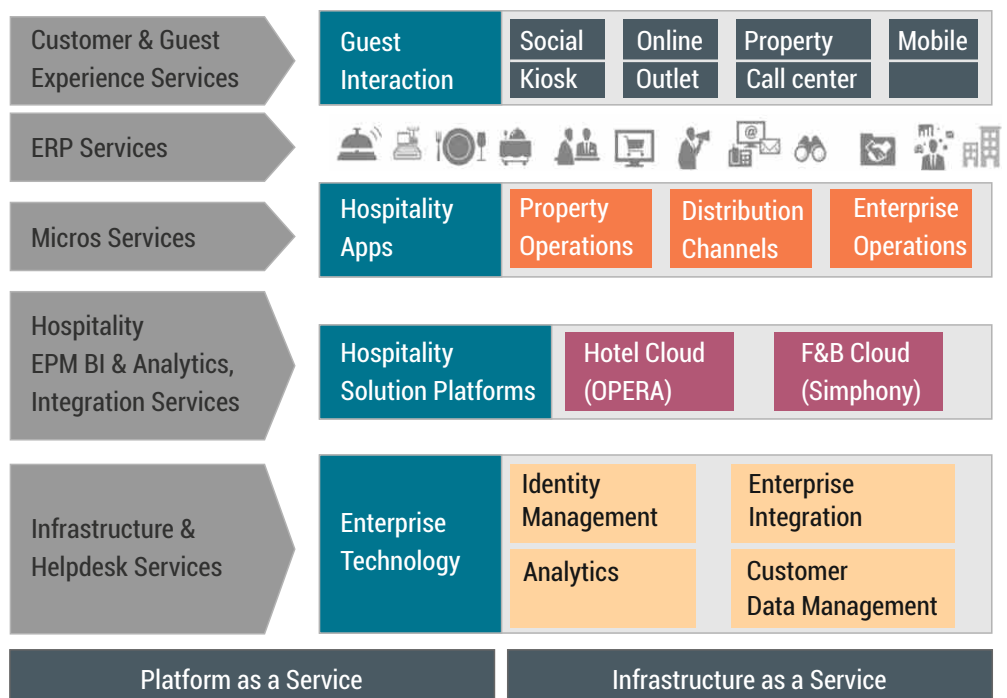 Customer & Guest
Experience Services
Guest
Interaction
Social
Online
Property
Mobile
Kiosk
Outlet
Call center
ERP Services
@
Micros Services
Hospitality
Apps
Property
Operations
Distribution
Channels
Enterprise
Operations
Hospitality
EPM BI & Analytics,
Integration Services
Hospitality
Solution Platforms
Hotel Cloud
(OPERA)
F&B Cloud
(Simphony)
Infrastructure &
Helpdesk Services
Enterprise
Technology
Identity
Management
Enterprise
Integration
Analytics
Customer
Data Management
Platform as a Service
Infrastructure as a Service